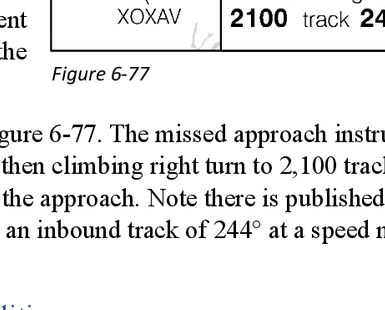 ent
XOXAV
2100 track 24
the
Figure 6-77
gure 6-77. The missed approach instru
then climbing right turn to 2,100 trac
the approach. Note there is published
an inbound track of 244° at a speed